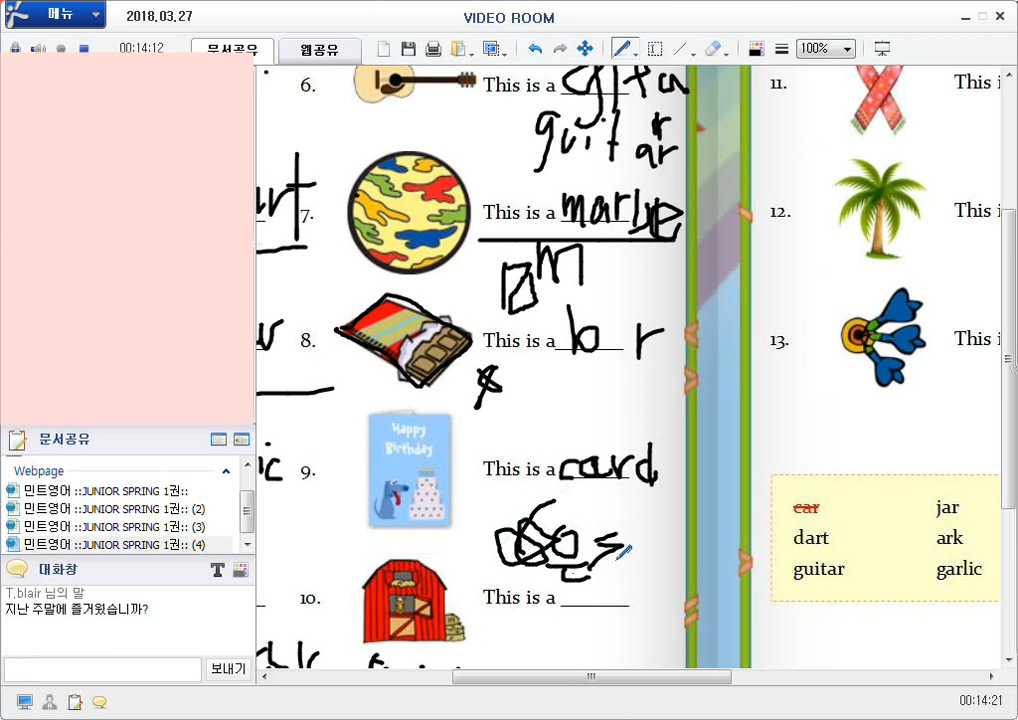 메뉴
2018.03.27
VIDEO ROOM
00:14:12
문서공유
웹공유
100%
6.
This is a
guit
r
ar
11.
This i
art
7.
This is a marble
12.
This i
8.
This is a b r
13.
This i
Happy
Birthday
ic
9.
This is a card
10.
This is a
car
jar
dart
ark
guitar
garlic
문서공유
Webpage
민트영어 ::JUNIOR SPRING 1권::
민트영어 ::JUNIOR SPRING 1권:: (2)
민트영어 ::JUNIOR SPRING 1권:: (3)
민트영어 ::JUNIOR SPRING 1권:: (4)
대화창
T
T,blair 님의 말
지난 주말에 즐거웠습니까?
보내기
00:14:21